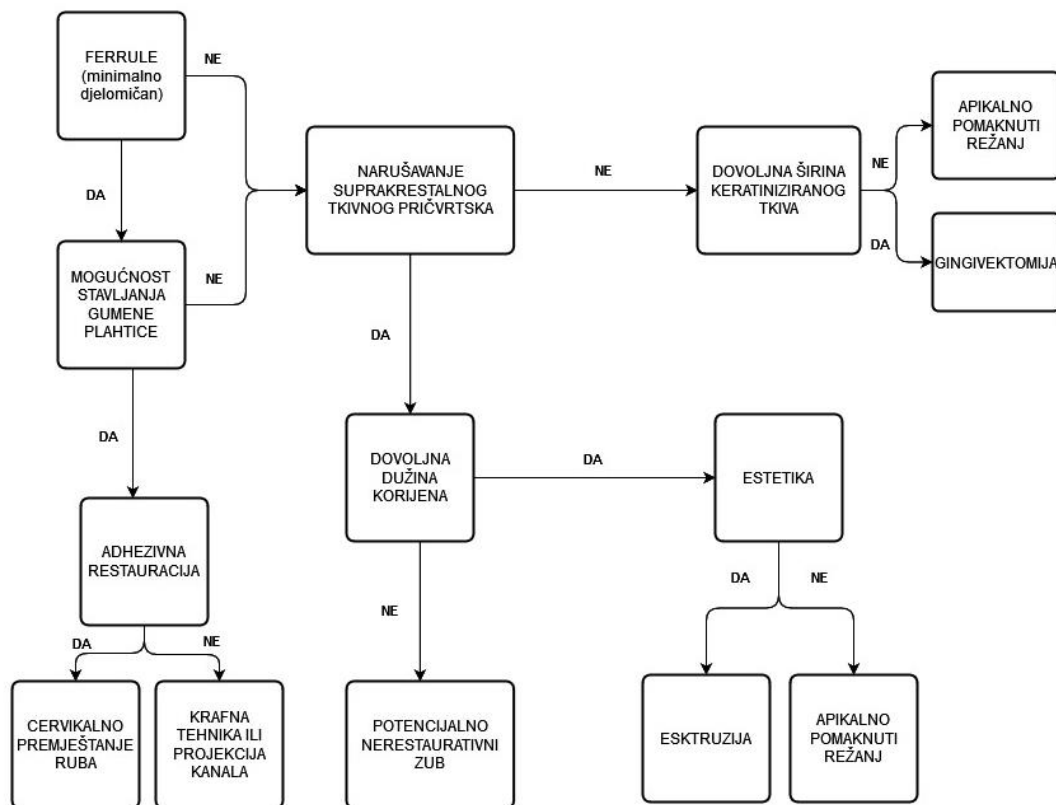 FERRULE
(minimalno
djelomičan)
NE
DA
MOGUĆNOST
STAVLJANJA
GUMENE
PLAHTICE
NE
DA
NARUŠAVANJE
SUPRAKRESTALNOG
TKIVNOG PRIČVRTSKA
NE
DA
DOVOLJNA ŠIRINA
KERATINIZIRANOG
TKIVA
NE
DA
APIKALNO
POMAKNUTI
REŽANJ
GINGIVEKTOMIJA
DOVOLJNA
DUŽINA
KORIJENA
DA
NE
ESTETIKA
DA
NE
ADHEZIVNA
RESTAURACIJA
DA
NE
CERVIKALNO
PREMJEŠTANJE
RUBA
KRAFNA
TEHNIKA ILI
PROJEKCIJA
KANALA
POTENCIJALNO
NERESTAURATIVNI
ZUB
ESKTRUZIJA
APIKALNO
POMAKNUTI
REŽANJ